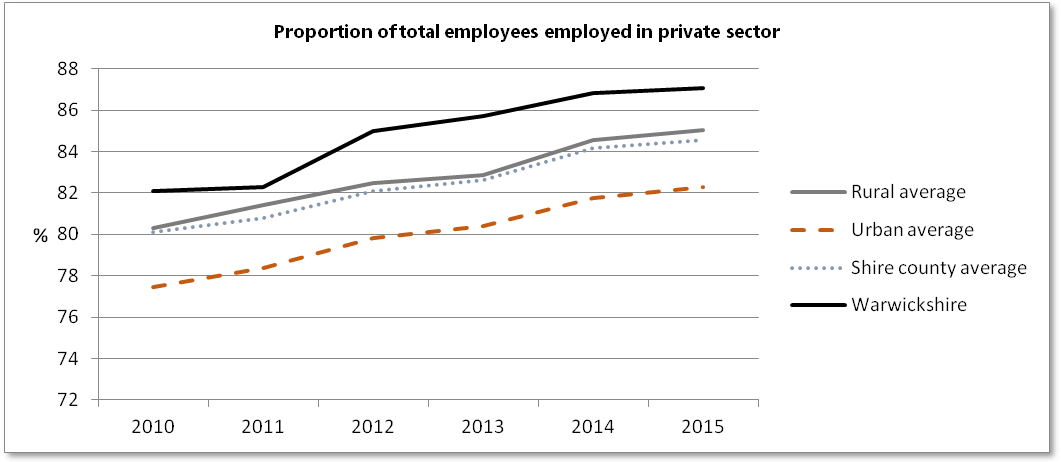 Proportion of total employees employed in private sector
88
86
84
82
80
78
76
74
72
%
2010 2011 2012 2013 2014 2015
Rural average
Urban average
Shire county average
Warwickshire